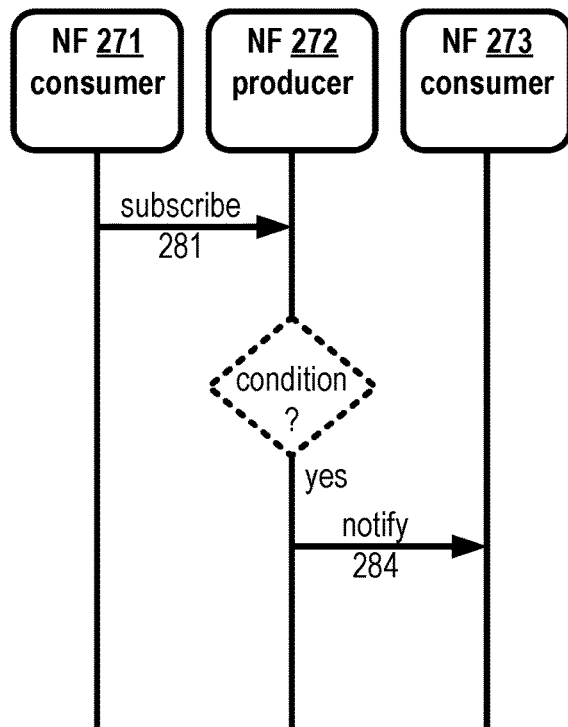 NF 271
consumer
NF 272
producer
NF 273
consumer
subscribe
281
condition
?
yes
notify
284